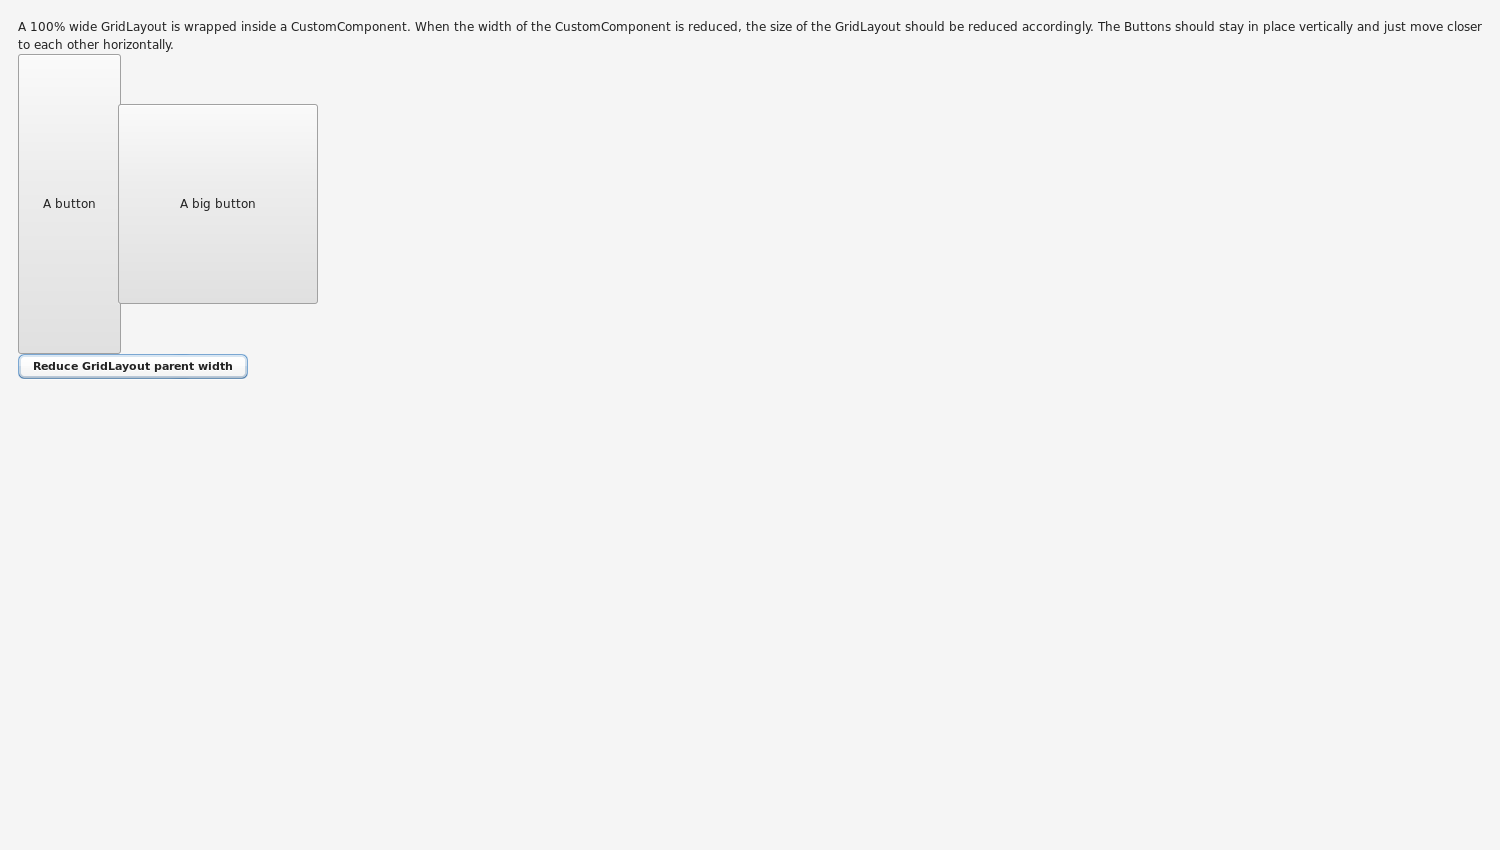 A 100% wide GridLayout is wrapped inside a CustomComponent. When the width of the CustomComponent is reduced, the size of the GridLayout should be reduced accordingly. The Buttons should stay in place vertically and just move closer
to each other horizontally.
A button
A big button
Reduce GridLayout parent width